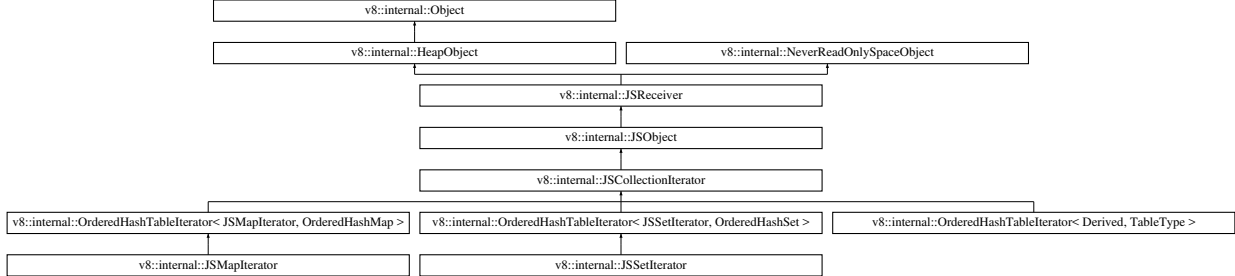 v8::internal::Object
v8::internal::HeapObject
v8::internal::NeverReadOnlySpaceObject
v8::internal::JSReceiver
v8::internal::JSObject
v8::internal::JSCollectionIterator
v8::internal::OrderedHashTableIterator< JSMapIterator, OrderedHashMap >
v8::internal::OrderedHashTableIterator< JSSetIterator, OrderedHashSet >
v8::internal::OrderedHashTableIterator< Derived, TableType >
v8::internal::JSMapIterator
v8::internal::JSSetIterator